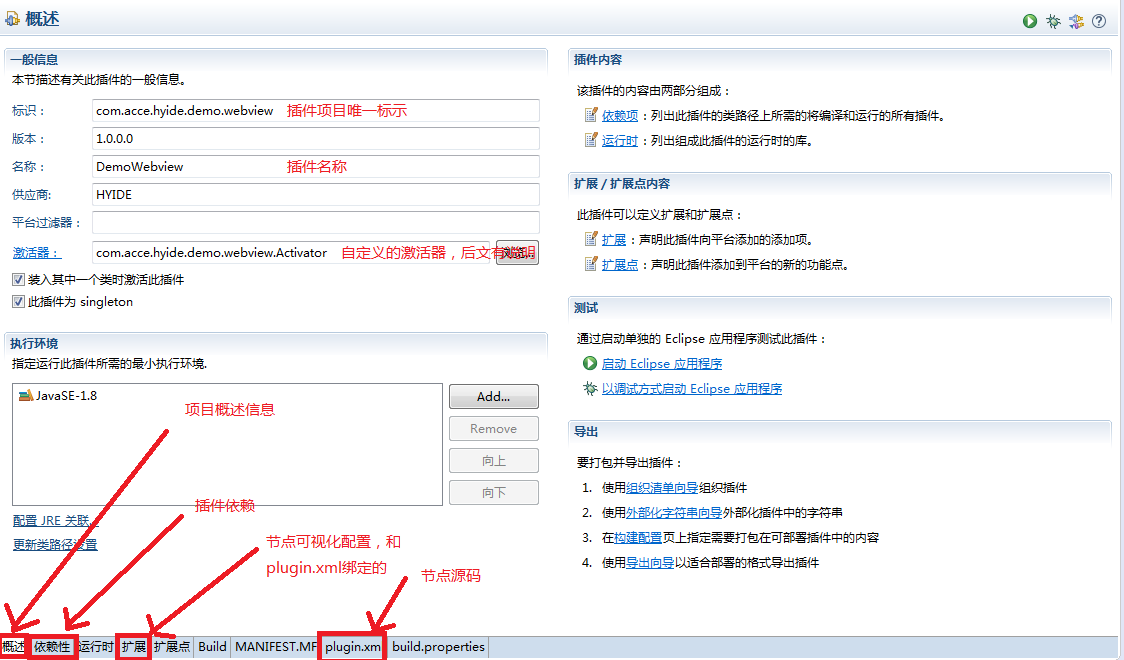 概述
一般信息
本节描述有关此插件的一般信息。
标识： com.acce.hyide.demo.webview 插件项目唯一标示
版本： 1.0.0.0
名称： DemoWebview 插件名称
供应商: HYIDE
平台过滤器：
激活器： com.acce.hyide.demo.webview.Activator 自定义的激活器，后文有说明
装入其中一个类时激活此插件
此插件为 singleton
执行环境
指定运行此插件所需的最小执行环境.
JavaSE-1.8
Add...
Remove
向上
向下
项目概述信息
配置 JRE 关联...
更新类路径设置
插件依赖
节点可视化配置，和
plugin.xml绑定的
节点源码
插件内容
该插件的内容由两部分组成：
依赖项：列出此插件的类路径上所需的将编译和运行的所有插件。
运行时：列出组成此插件的运行时的库。
扩展 / 扩展点内容
此插件可以定义扩展和扩展点：
扩展：声明此插件向平台添加的添加项。
扩展点：声明此插件添加到平台的新的功能点。
测试
通过启动单独的 Eclipse 应用程序测试此插件：
启动 Eclipse 应用程序
以调试方式启动 Eclipse 应用程序
导出
要打包并导出插件：
1. 使用组织清单向导组织插件
2. 使用外部化字符串向导外部化插件中的字符串
3. 在构建配置页上指定需要打包在可部署插件中的内容
4. 使用导出向导以适合部署的格式导出插件
概述 依赖性 运行时 扩展 扩展点 Build MANIFEST.MF plugin.xm build.properties